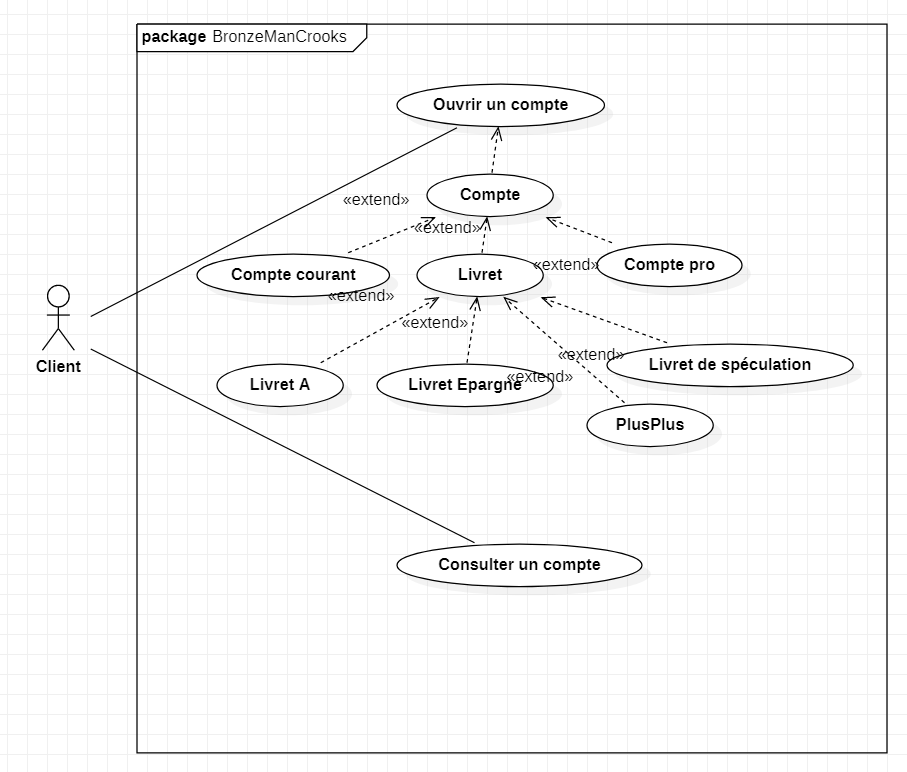 package BronzeManCrooks
Ouvrir un compte
Compte
«extend»
«extend»
Compte courant
Livret
«extend»
Compte pro
«extend»
«extend»
Client
Livret A
Livret Epargne
«extend»
«extend»
Livret de spéculation
PlusPlus
Consulter un compte